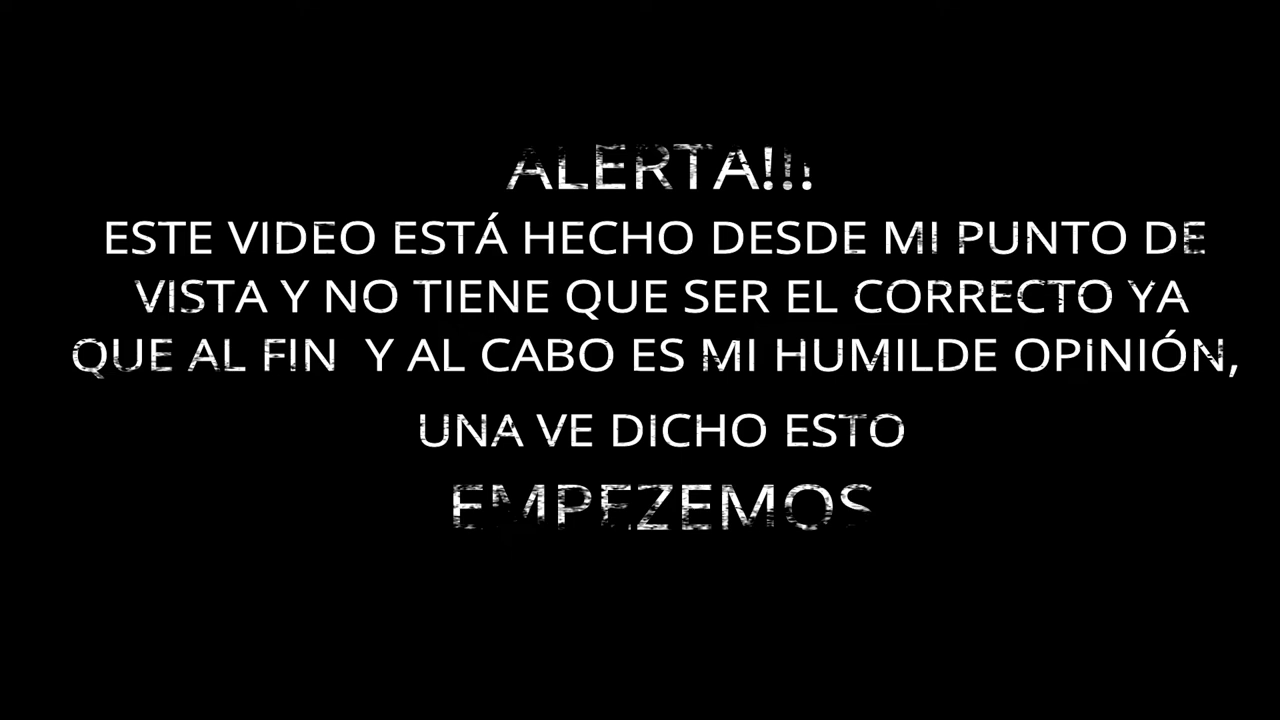 ALERTA!!!
ESTE VIDEO ESTÁ HECHO DESDE MI PUNTO DE
VISTA Y NO TIENE QUE SER EL CORRECTO YA
QUE AL FIN Y AL CABO ES MI HUMILDE OPINIÓN,
UNA VE DICHO ESTO
EMPEZEMOS